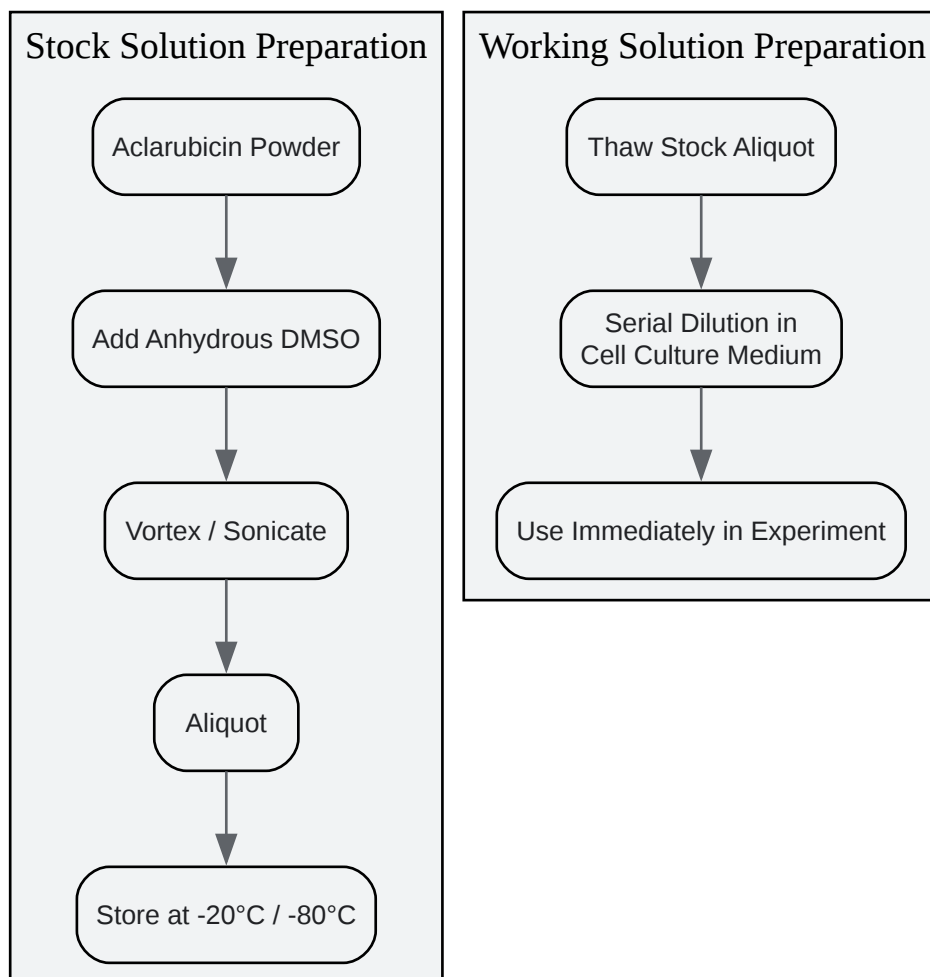 Stock Solution Preparation
Aclarubicin Powder
Add Anhydrous DMSO
Vortex / Sonicate
Aliquot
Store at -20°C / -80°C
Working Solution Preparation
Thaw Stock Aliquot
Serial Dilution in
Cell Culture Medium
Use Immediately in Experiment